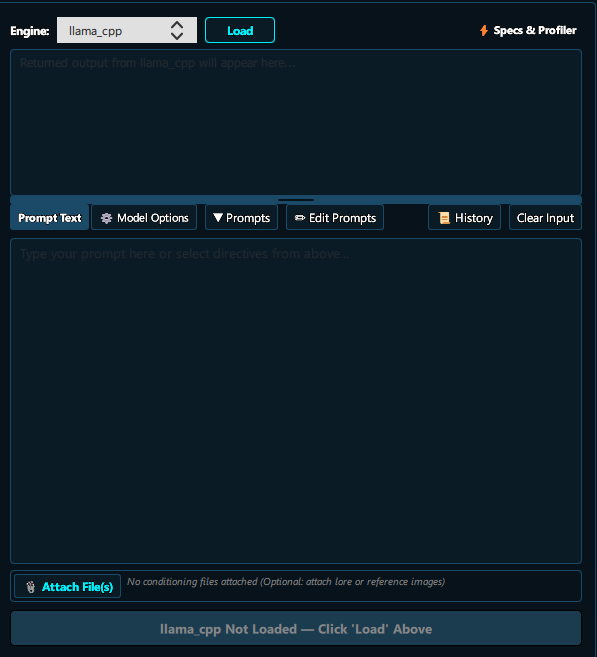 Engine: llama_cpp Load Specs & Profiler
Returned output from llama_cpp will appear here...
Prompt Text Model Options ▼ Prompts Edit Prompts History Clear Input
Type your prompt here or select directives from above...
Attach File(s) No conditioning files attached (Optional: attach lore or reference images)
llama_cpp Not Loaded — Click 'Load' Above